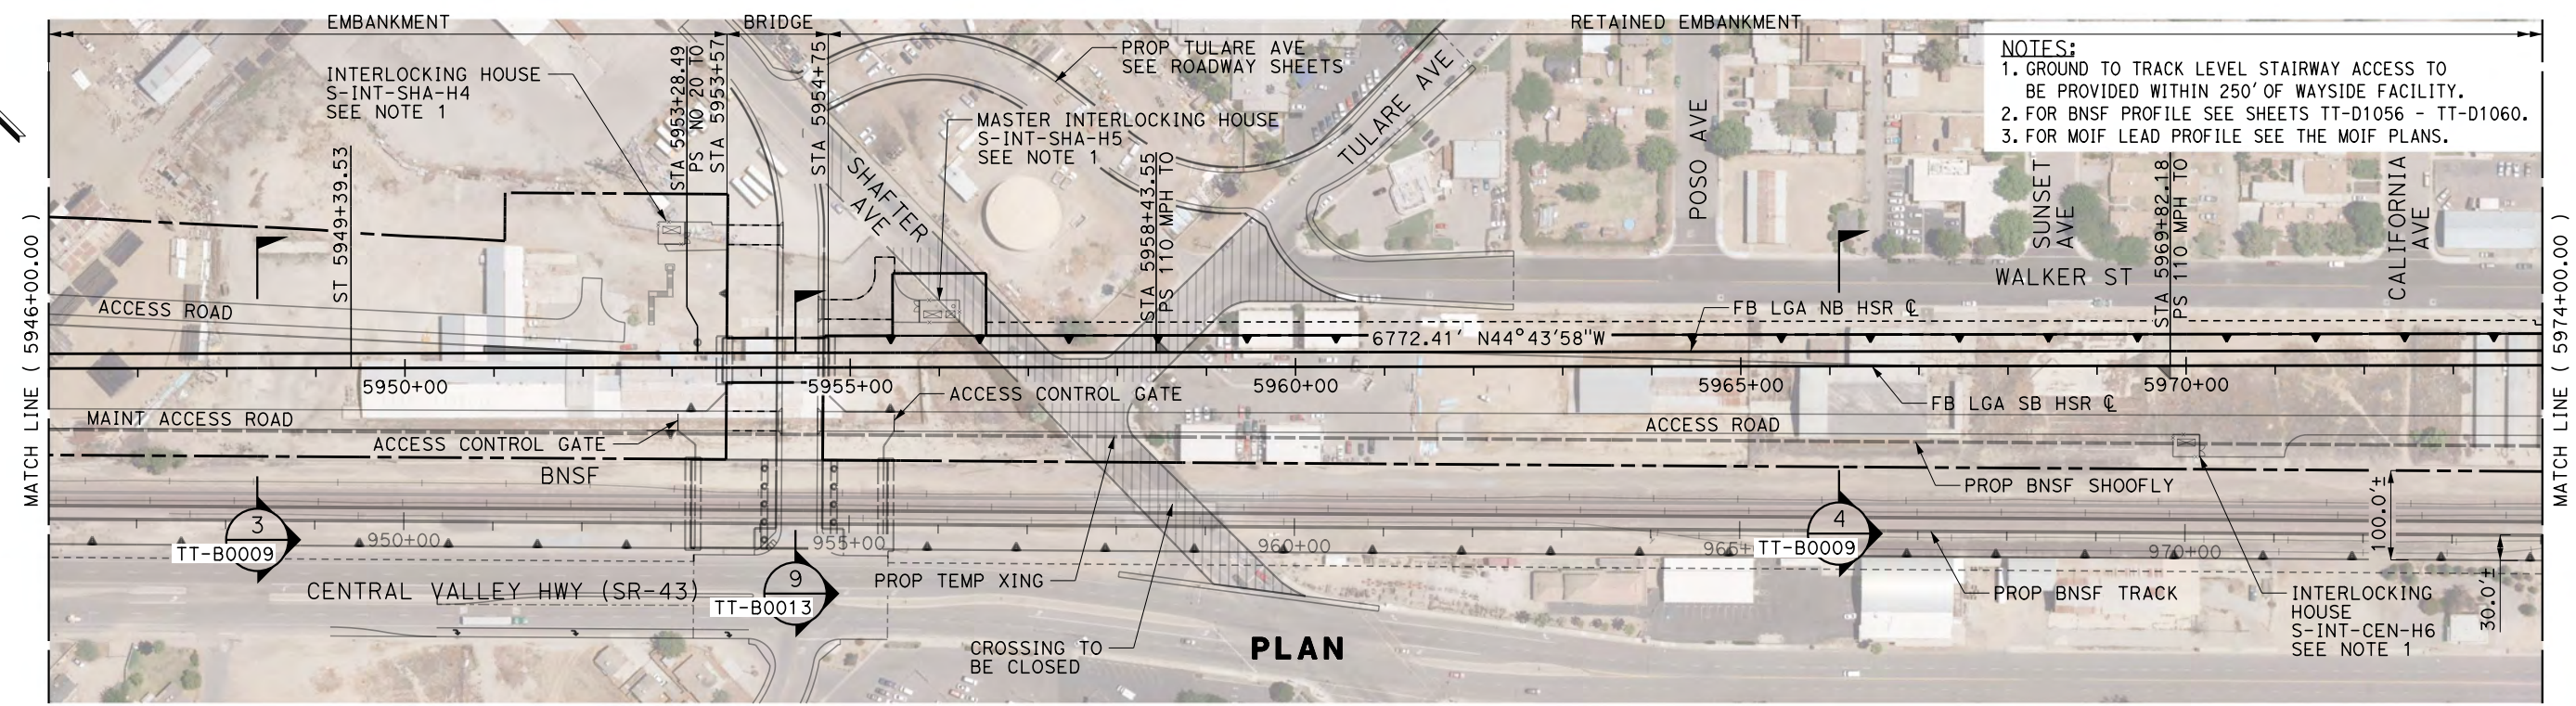 EMBANKMENT
BRIDGE
RETAINED EMBANKMENT
NOTES:
1. GROUND TO TRACK LEVEL STAIRWAY ACCESS TO
BE PROVIDED WITHIN 250' OF WAYSIDE FACILITY.
2. FOR BNSF PROFILE SEE SHEETS TT-D1056 - TT-D1060.
3. FOR MOIF LEAD PROFILE SEE THE MOIF PLANS.
INTERLOCKING HOUSE
S-INT-SHA-H4
SEE NOTE 1
STA 5953+28.49
PS NO 20 TO
STA 5953+57
STA 5954+75
PROP TULARE AVE
SEE ROADWAY SHEETS
MASTER INTERLOCKING HOUSE
S-INT-SHA-H5
SEE NOTE 1
TULARE AVE
SHAFTER
AVE
ST 5949+39.53
STA 5958+43.55
PS 110 MPH TO
POSO AVE
SUNSET
AVE
STA 5969+82.18
PS 110 MPH TO
CALIFORNIA
AVE
WALKER ST
MATCH LINE ( 5946+00.00 )
MATCH LINE ( 5974+00.00 )
ACCESS ROAD
FB LGA NB HSR ℄
6772.41' N44°43'58"W
5950+00
5955+00
5960+00
5965+00
5970+00
ACCESS CONTROL GATE
FB LGA SB HSR ℄
MAINT ACCESS ROAD
ACCESS CONTROL GATE
ACCESS ROAD
BNSF
PROP BNSF SHOOFLY
3
TT-B0009
4
TT-B0009
950+00
955+00
960+00
965+
970+00
100.0'±
30.0'±
CENTRAL VALLEY HWY (SR-43)
9
TT-B0013
PROP TEMP XING
PROP BNSF TRACK
INTERLOCKING
HOUSE
S-INT-CEN-H6
SEE NOTE 1
CROSSING TO
BE CLOSED
PLAN